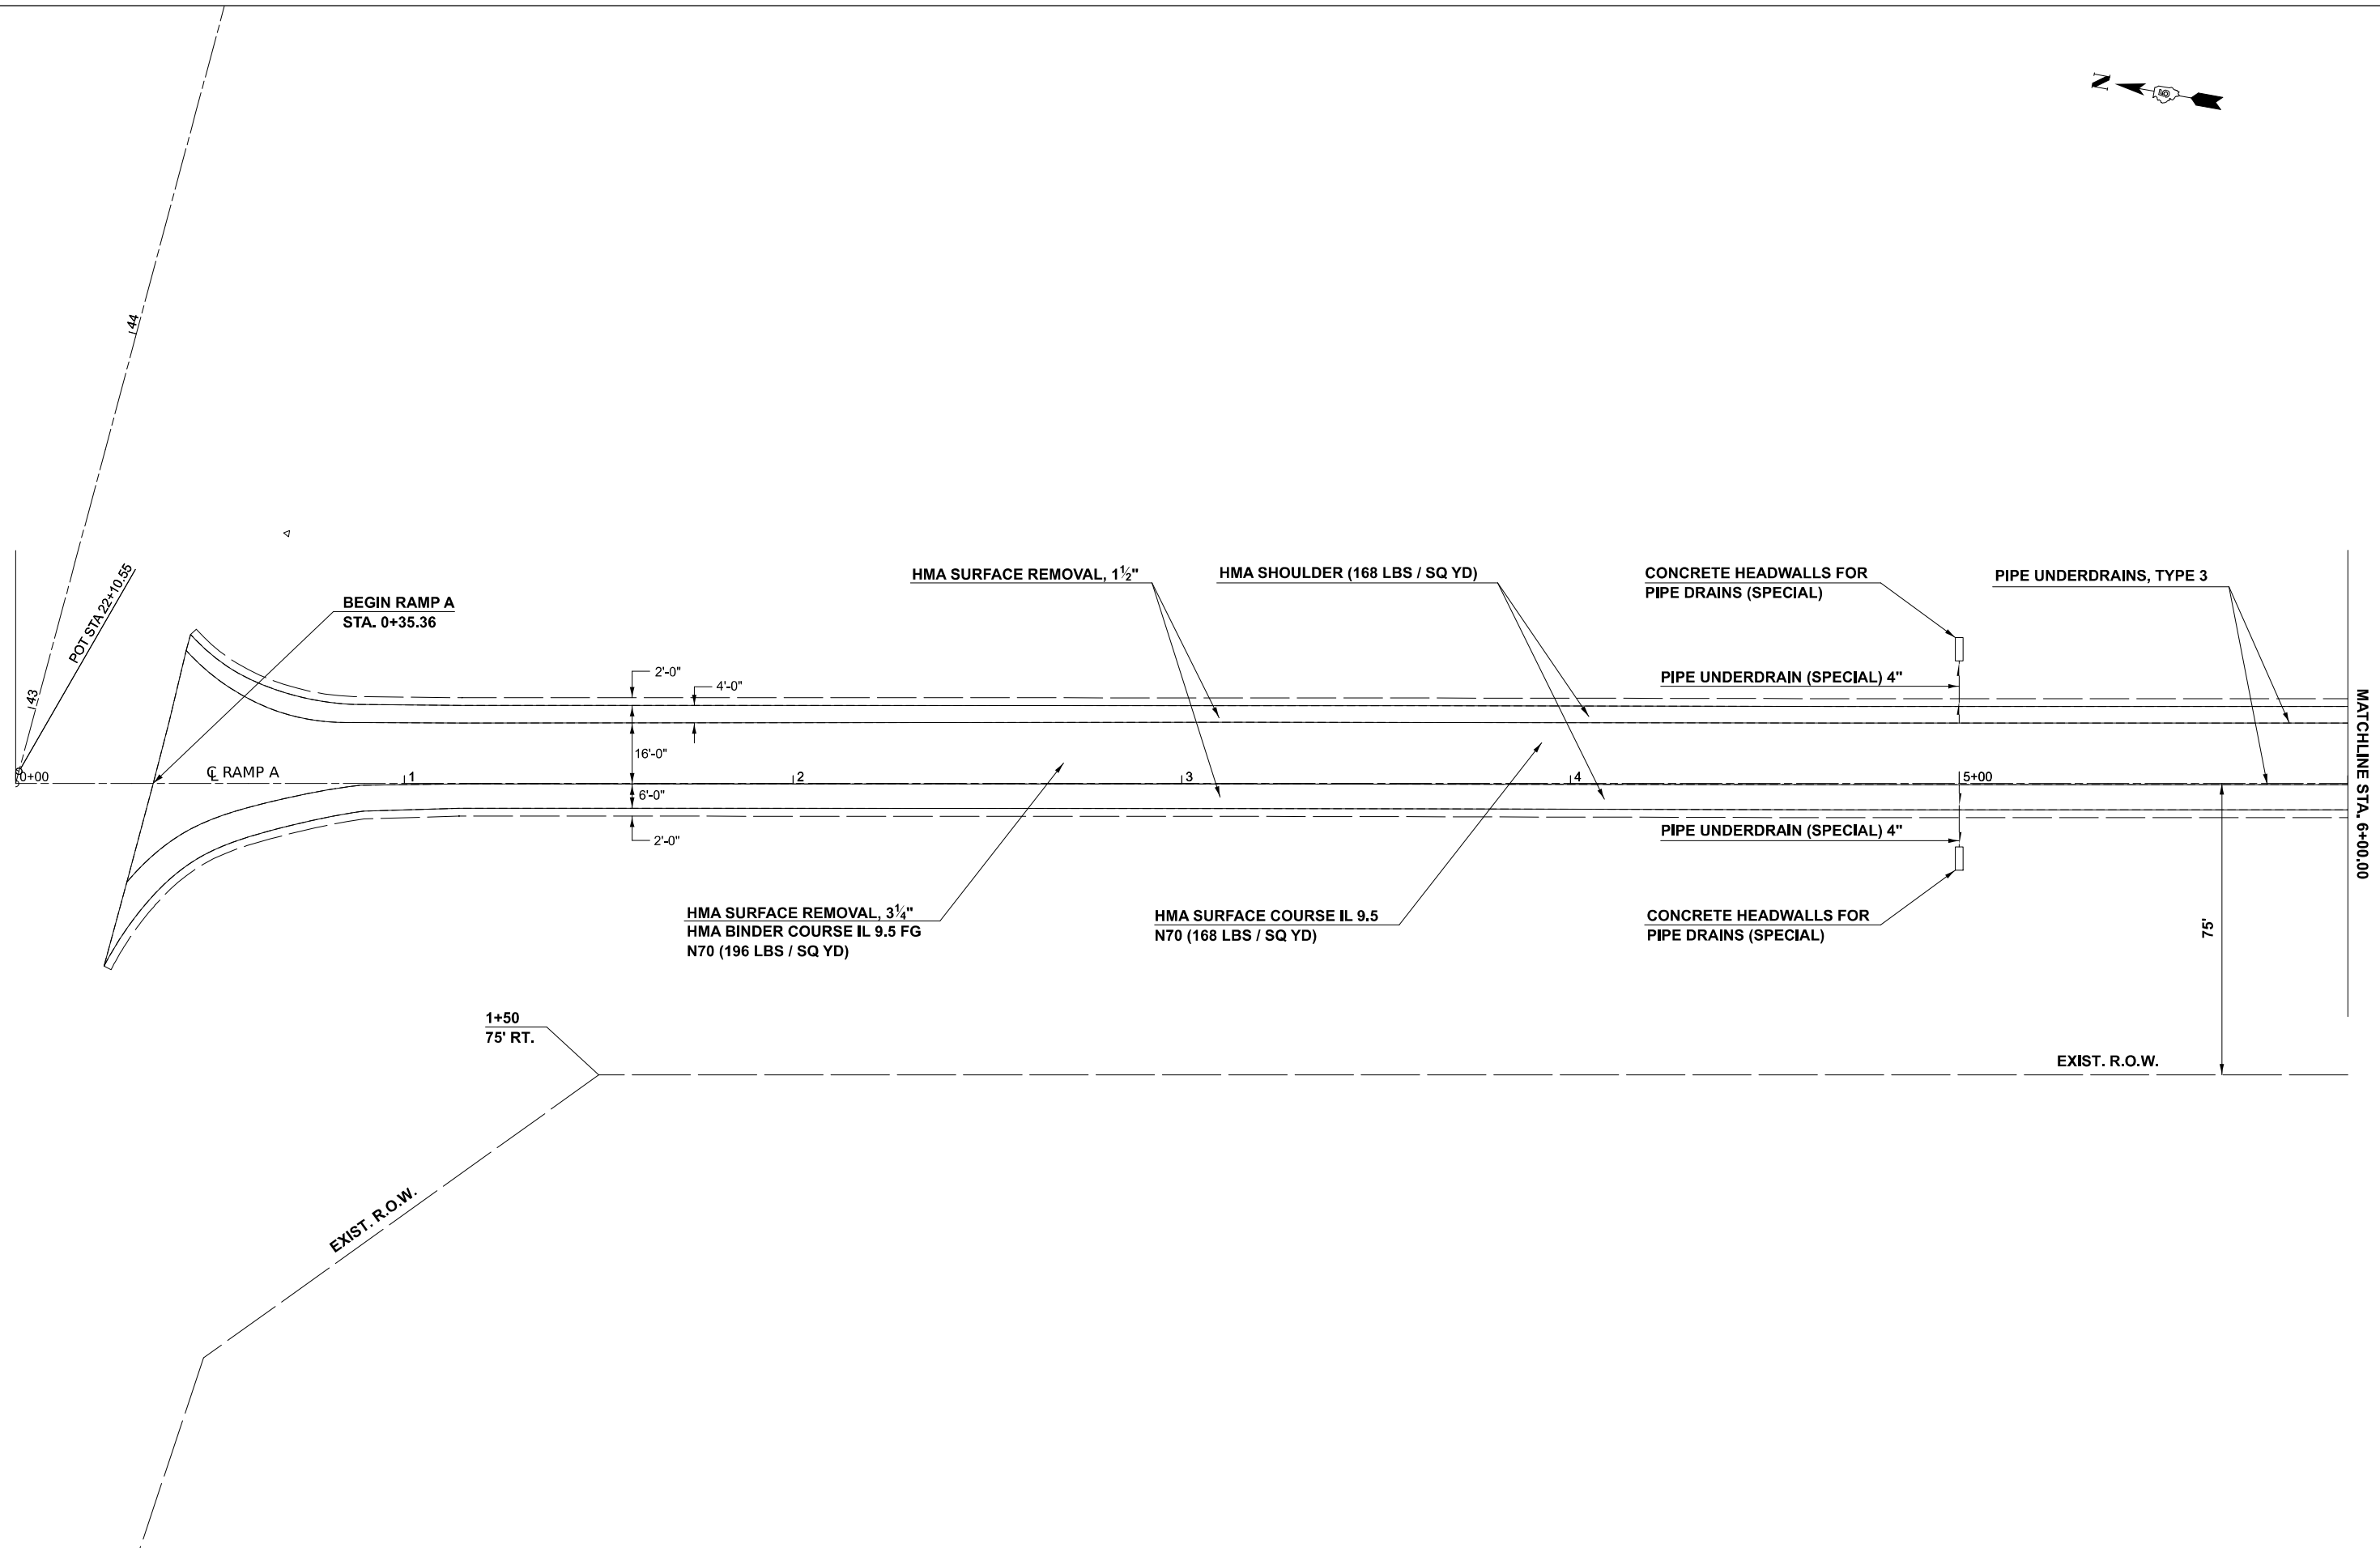 N
5
44
43
POT STA 22+10.55
BEGIN RAMP A
STA. 0+35.36
HMA SURFACE REMOVAL, 1½"
HMA SHOULDER (168 LBS / SQ YD)
CONCRETE HEADWALLS FOR
PIPE DRAINS (SPECIAL)
PIPE UNDERDRAINS, TYPE 3
2'-0"
4'-0"
PIPE UNDERDRAIN (SPECIAL) 4"
16'-0"
0+00
℄ RAMP A
1
2
3
4
5+00
6'-0"
2'-0"
PIPE UNDERDRAIN (SPECIAL) 4"
MATCHLINE STA. 6+00.00
HMA SURFACE REMOVAL, 3¼"
HMA BINDER COURSE IL 9.5 FG
N70 (196 LBS / SQ YD)
HMA SURFACE COURSE IL 9.5
N70 (168 LBS / SQ YD)
CONCRETE HEADWALLS FOR
PIPE DRAINS (SPECIAL)
75'
1+50
75' RT.
EXIST. R.O.W.
EXIST. R.O.W.